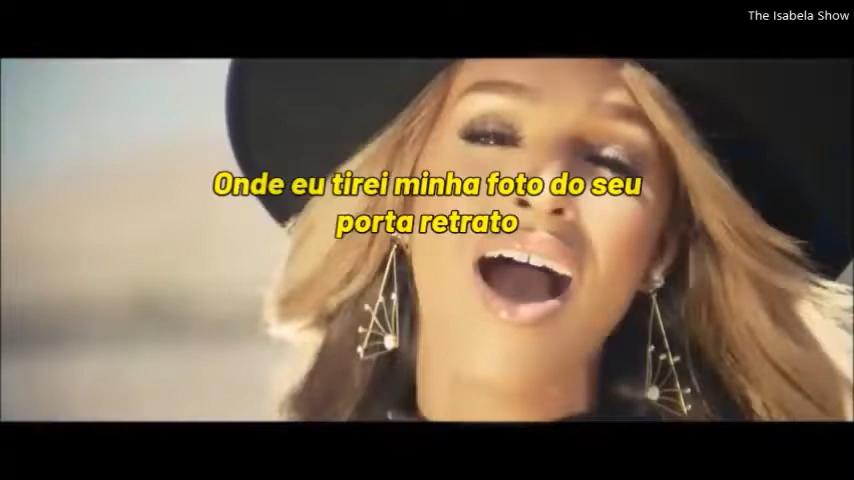 The Isabela Show
Onde eu tirei minha foto do seu
porta retrato